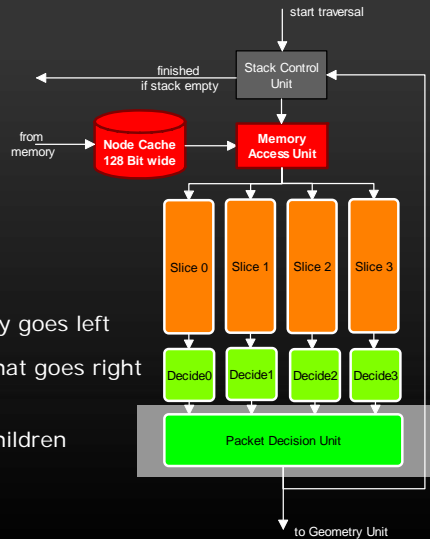 start traversal
Stack Control
Unit
finished
if stack empty
from
memory
Node Cache
128 Bit wide
Memory
Access Unit
Slice 0
Slice 1
Slice 2
Slice 3
y goes left
hat goes right
hildren
Decide0
Decide1
Decide2
Decide3
Packet Decision Unit
to Geometry Unit